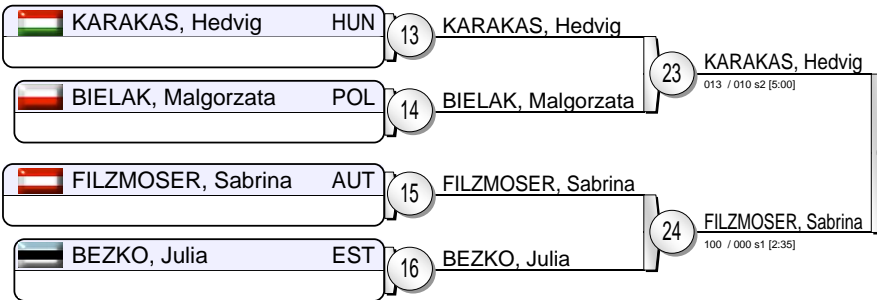 KARAKAS, Hedvig HUN
13
KARAKAS, Hedvig
23
KARAKAS, Hedvig
013 / 010 s2 [5:00]
BIELAK, Malgorzata POL
14
BIELAK, Malgorzata
FILZMOSER, Sabrina AUT
15
FILZMOSER, Sabrina
24
FILZMOSER, Sabrina
100 / 000 s1 [2:35]
BEZKO, Julia EST
16
BEZKO, Julia